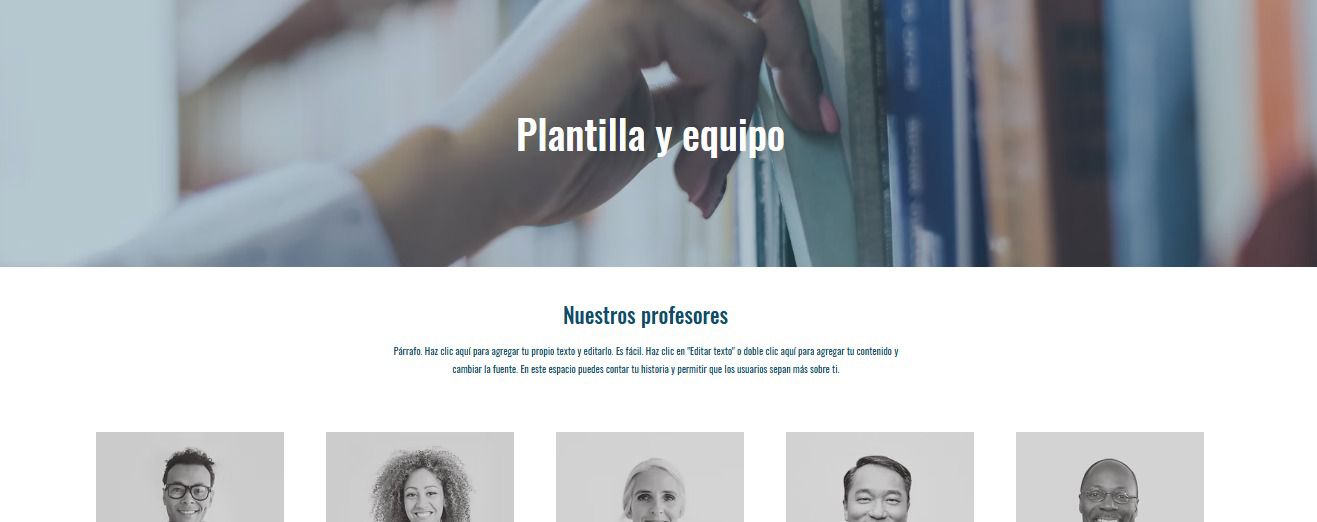 Plantilla y equipo
Nuestros profesores
Párrafo. Haz clic aquí para agregar tu propio texto y editarlo. Es fácil. Haz clic en "Editar texto" o doble clic aquí para agregar tu contenido y
cambiar la fuente. En este espacio puedes contar tu historia y permitir que los usuarios sepan más sobre ti.